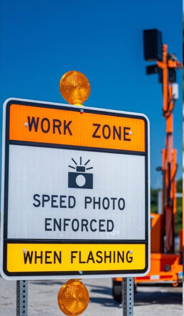 WORK ZONE
SPEED PHOTO
ENFORCED
WHEN FLASHING